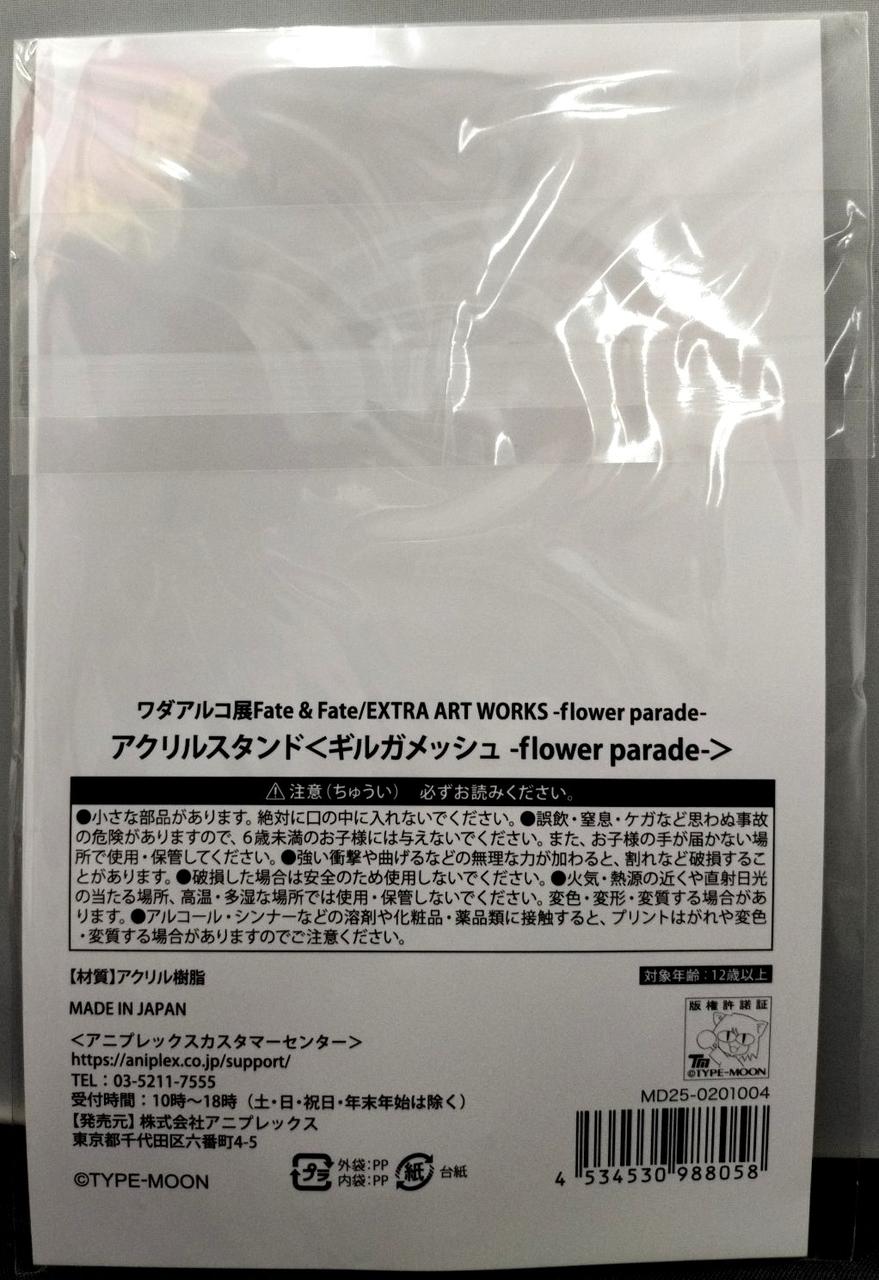 ワダアルコ展Fate & Fate/EXTRA ART WORKS -flower parade-
アクリルスタンド<ギルガメッシュ -flower parade->
⚠注意(ちゅうい) 必ずお読みください。
●小さな部品があります。絶対に口の中に入れないでください。●誤飲・窒息・ケガなど思わぬ事故
の危険がありますので、6歳未満のお子様には与えないでください。また、お子様の手が届かない場
所で使用・保管してください。●強い衝撃や曲げるなどの無理な力が加わると、割れなど破損するこ
とがあります。●破損した場合は安全のため使用しないでください。●火気・熱源の近くや直射日光
の当たる場所、高温・多湿な場所では使用・保管しないでください。変色・変形・変質する場合があ
ります。●アルコール・シンナーなどの溶剤や化粧品・薬品類に接触すると、プリントはがれや変色
・変質する場合がありますのでご注意ください。
【材質】アクリル樹脂
対象年齢:12歳以上
MADE IN JAPAN
版権許諾証
TM
©TYPE-MOON
<アニプレックスカスタマーセンター>
https://aniplex.co.jp/support/
TEL:03-5211-7555
受付時間:10時~18時(土・日・祝日・年末年始は除く)
【発売元】株式会社アニプレックス
東京都千代田区六番町4-5
MD25-0201004
4 534530 988058
©TYPE-MOON
プラ
外袋:PP
内袋:PP
紙
台紙